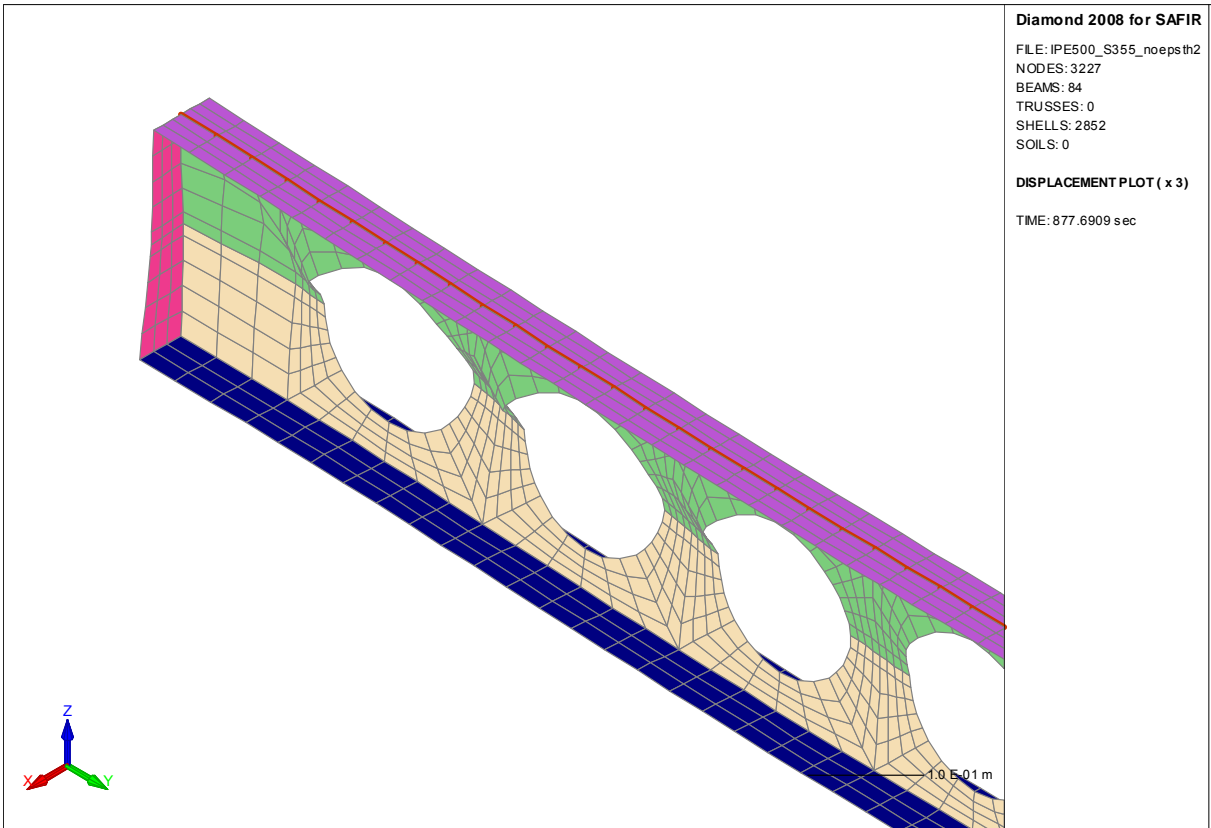 Diamond 2008 for SAFIR
FILE: IPE500_S355_noepsth2
NODES: 3227
BEAMS: 84
TRUSSES: 0
SHELLS: 2852
SOILS: 0
DISPLACEMENT PLOT ( x 3)
TIME: 877.6909 sec
Z
X
Y
1.0 E-01 m